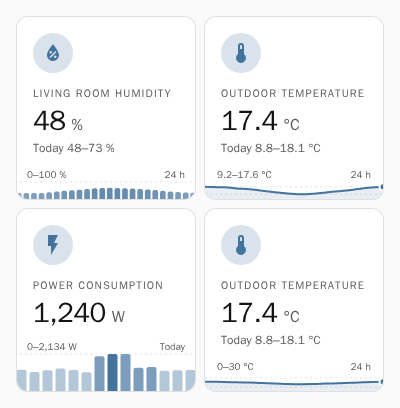 LIVING ROOM HUMIDITY
48 %
Today 48–73 %
0–100 % 24 h
OUTDOOR TEMPERATURE
17.4 °C
Today 8.8–18.1 °C
9.2–17.6 °C 24 h
POWER CONSUMPTION
1,240 W
0–2,134 W Today
OUTDOOR TEMPERATURE
17.4 °C
Today 8.8–18.1 °C
0–30 °C 24 h